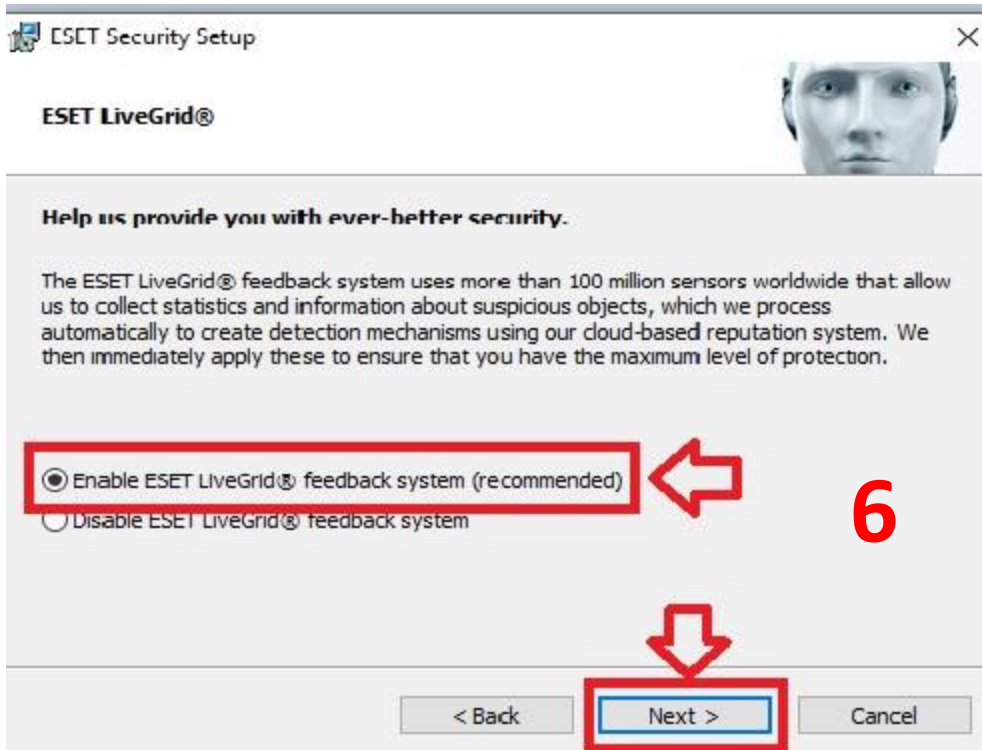 ESET Security Setup
ESET LiveGrid®
Help us provide you with ever-better security.
The ESET LiveGrid® feedback system uses more than 100 million sensors worldwide that allow
us to collect statistics and information about suspicious objects, which we process
automatically to create detection mechanisms using our cloud-based reputation system. We
then immediately apply these to ensure that you have the maximum level of protection.
Enable ESET LiveGrid® feedback system (recommended)
Disable ESET LiveGrid® feedback system
6
< Back Next > Cancel